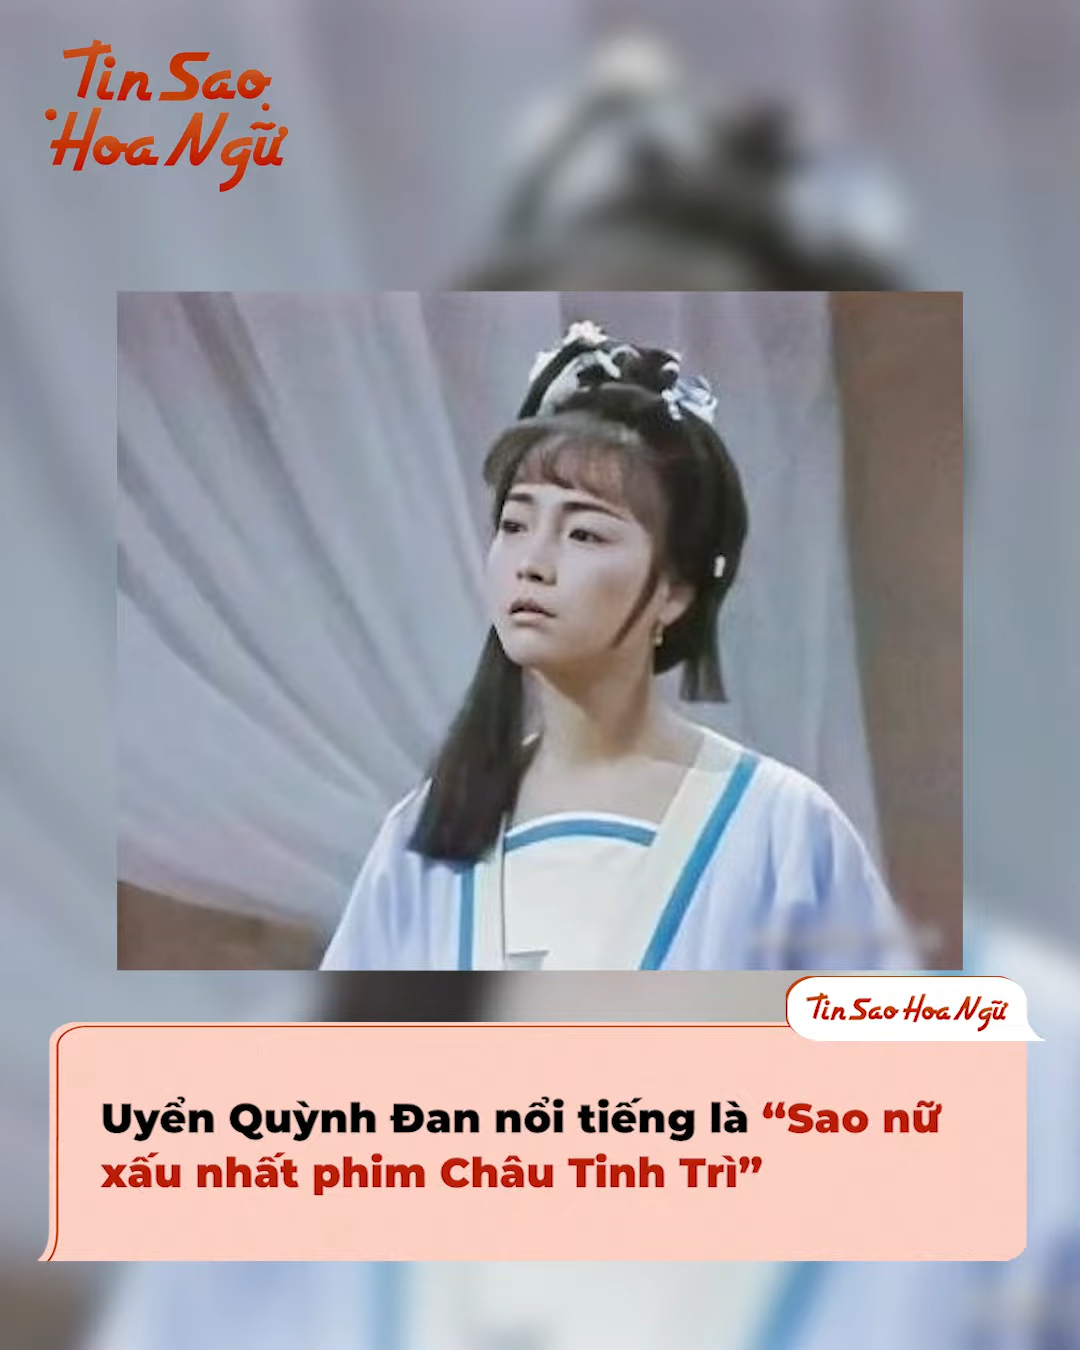 Tin Sao
Hoa Ngữ
Tin Sao Hoa Ngữ
Uyển Quỳnh Đan nổi tiếng là “Sao nữ
xấu nhất phim Châu Tinh Trì”